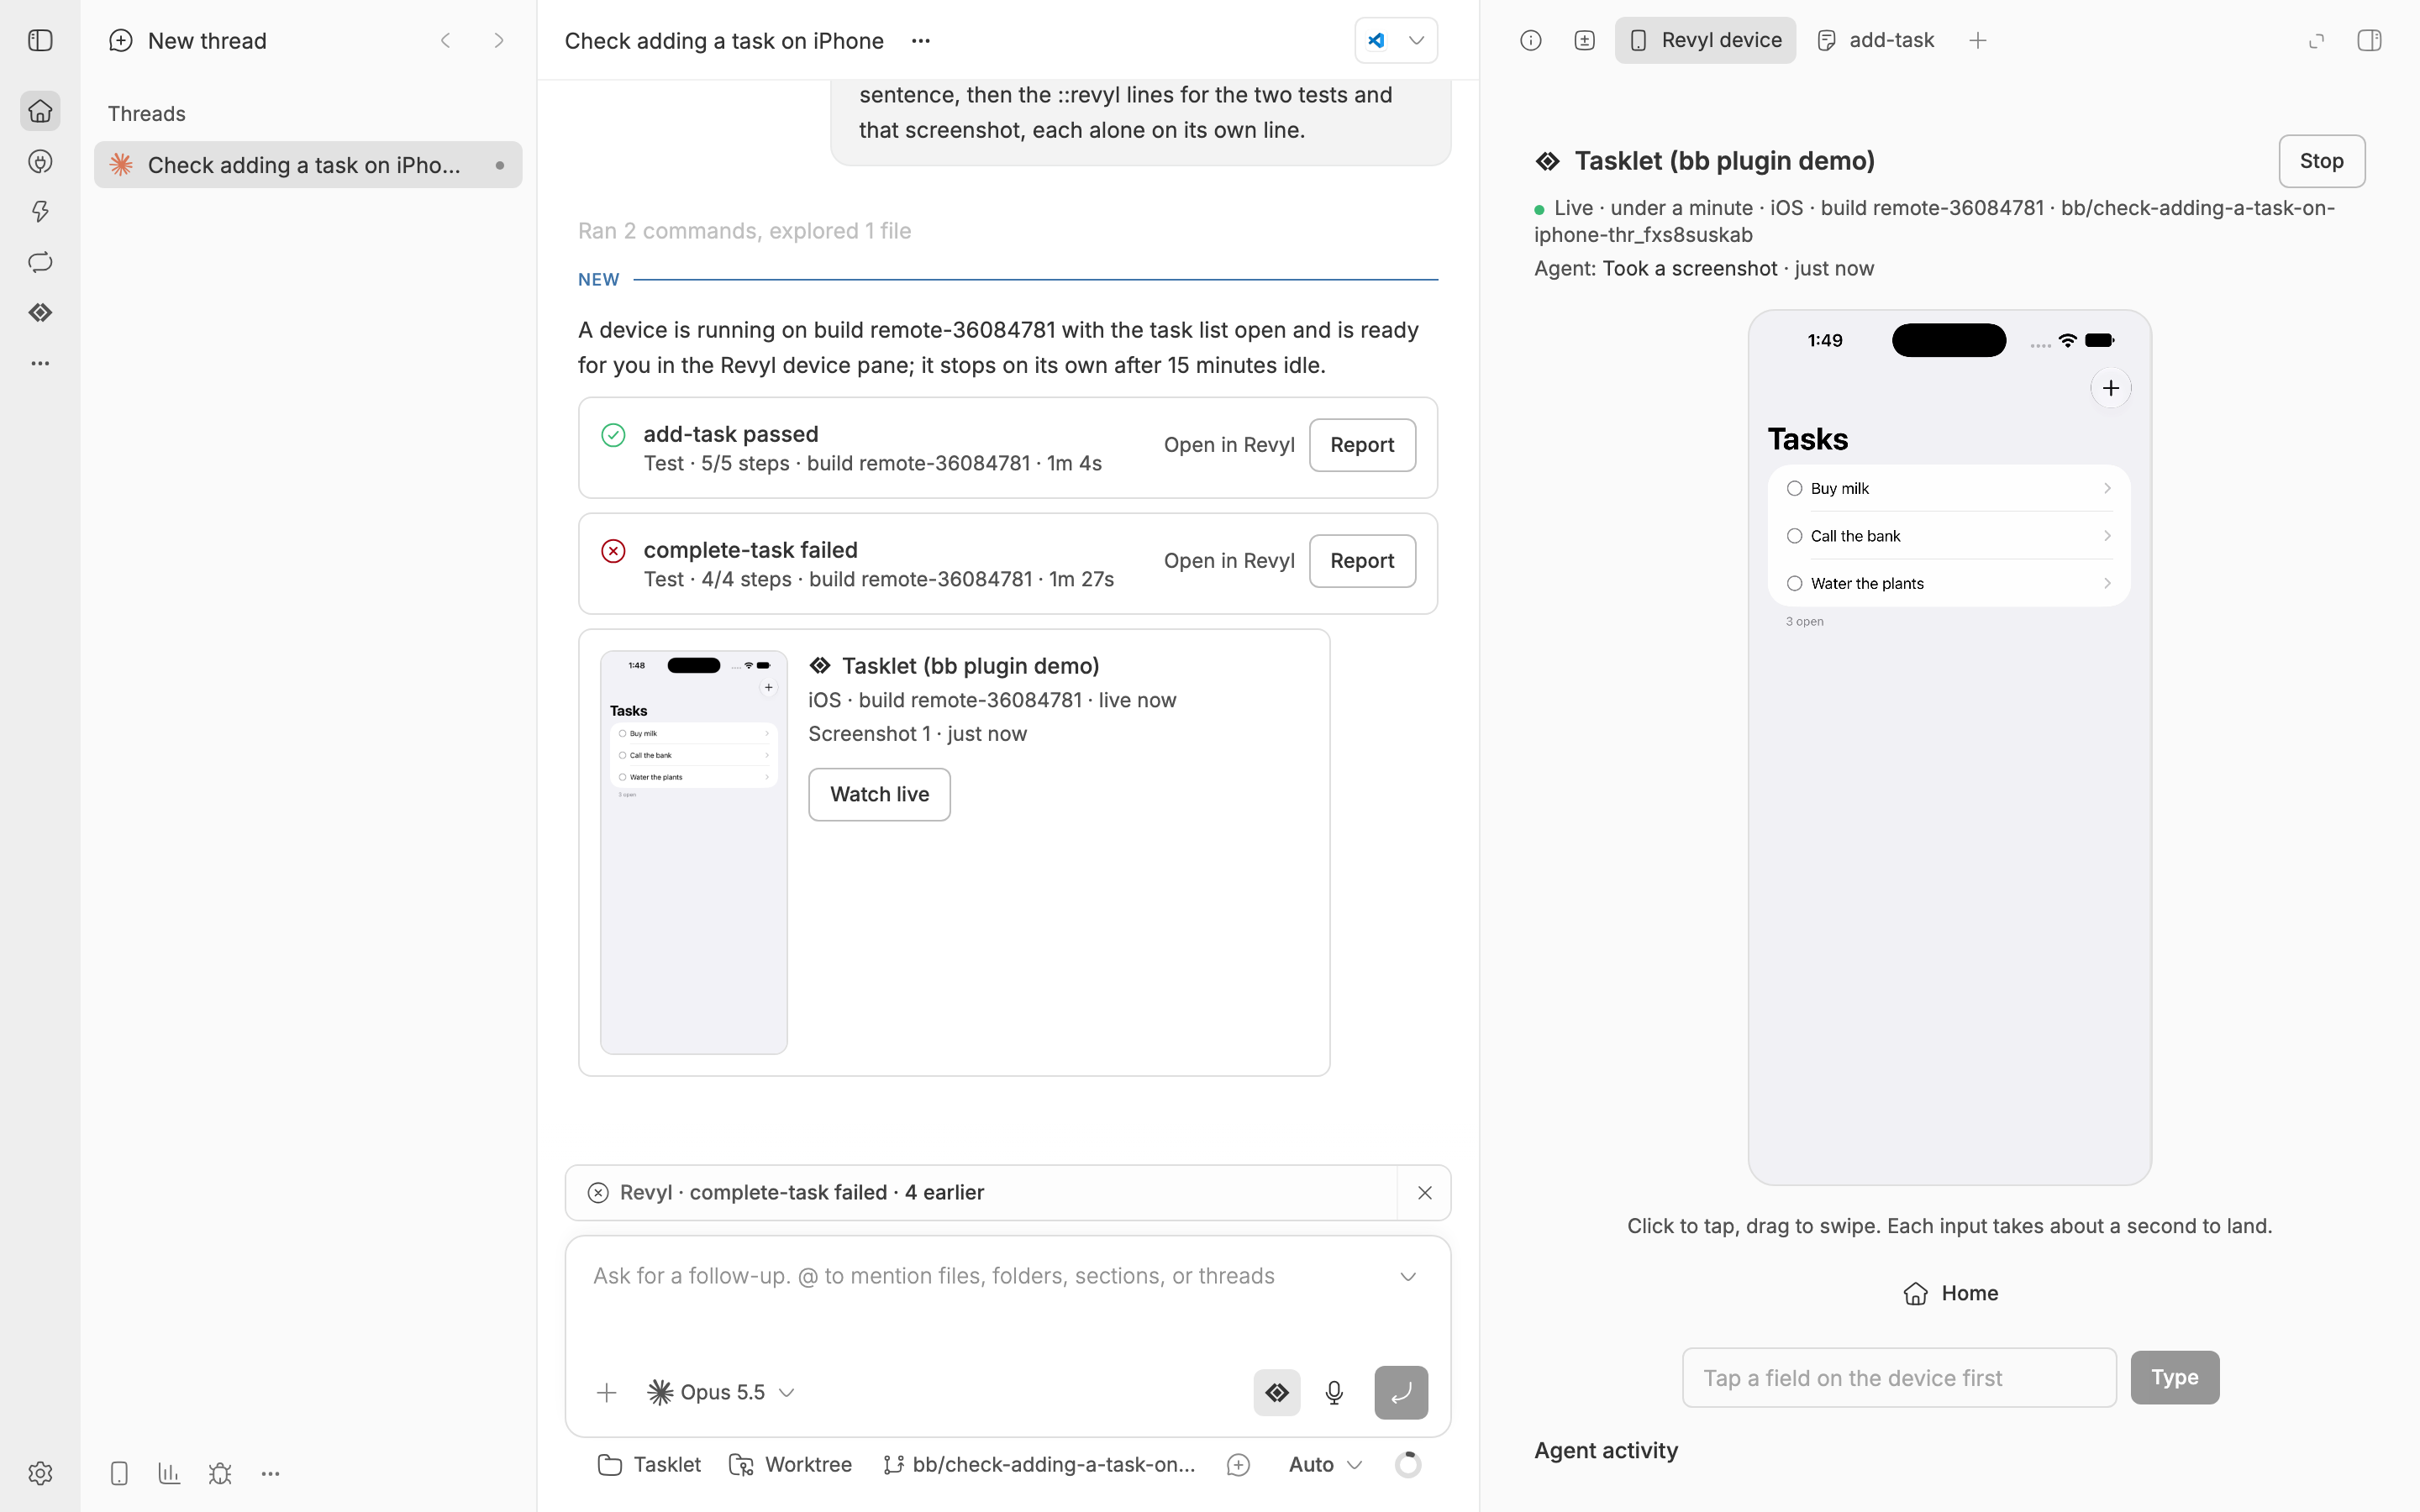 New thread
Threads
Check adding a task on iPho...
Check adding a task on iPhone
sentence, then the ::revyl lines for the two tests and
that screenshot, each alone on its own line.
Ran 2 commands, explored 1 file
NEW
A device is running on build remote-36084781 with the task list open and is ready
for you in the Revyl device pane; it stops on its own after 15 minutes idle.
add-task passed
Test · 5/5 steps · build remote-36084781 · 1m 4s
Open in Revyl
Report
complete-task failed
Test · 4/4 steps · build remote-36084781 · 1m 27s
Open in Revyl
Report
1:48
Tasks
Buy milk
Call the bank
Water the plants
3 open
Tasklet (bb plugin demo)
iOS · build remote-36084781 · live now
Screenshot 1 · just now
Watch live
Revyl · complete-task failed · 4 earlier
Ask for a follow-up. @ to mention files, folders, sections, or threads
Opus 5.5
Tasklet
Worktree
bb/check-adding-a-task-on...
Auto
Revyl device
add-task
Tasklet (bb plugin demo)
Stop
Live · under a minute · iOS · build remote-36084781 · bb/check-adding-a-task-on-
iphone-thr_fxs8suskab
Agent: Took a screenshot · just now
1:49
Tasks
Buy milk
Call the bank
Water the plants
3 open
Click to tap, drag to swipe. Each input takes about a second to land.
Home
Tap a field on the device first
Type
Agent activity